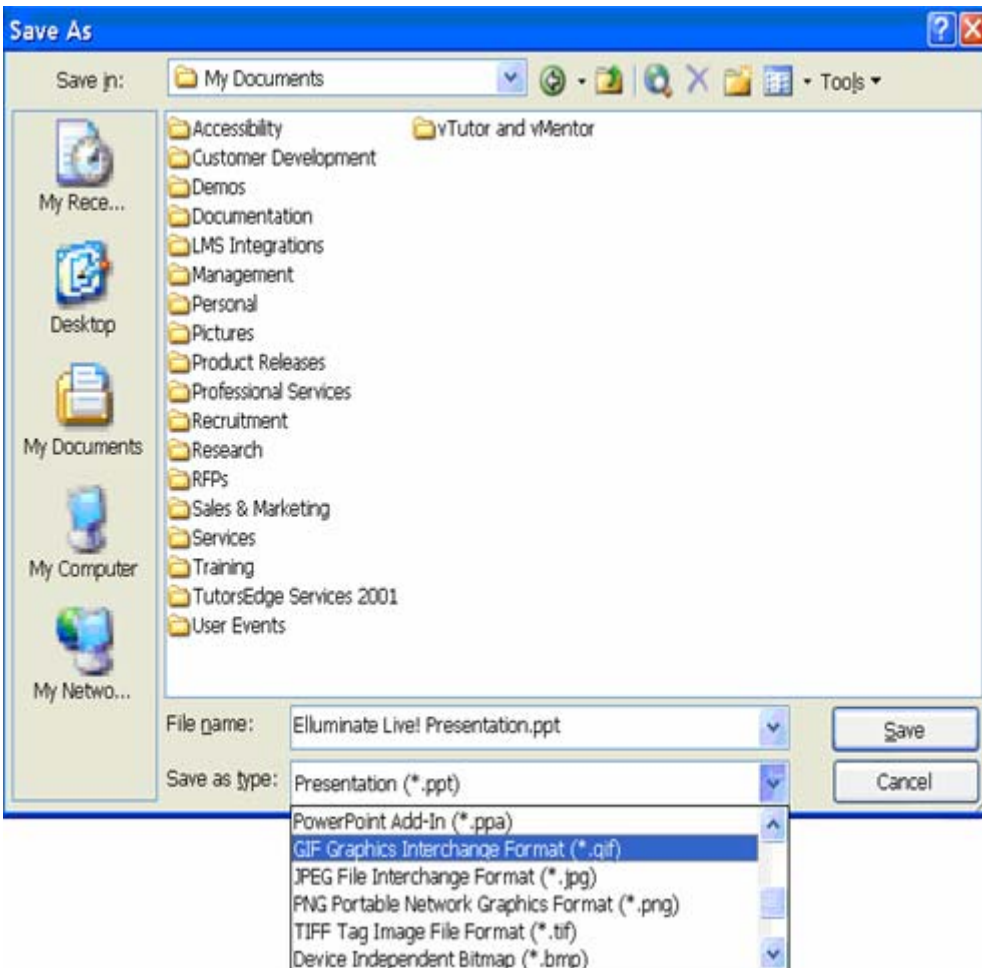 Save As
Save in: My Documents Tools
Accessibility vTutor and vMentor
Customer Development
Demos
Documentation
LMS Integrations
Management
Personal
Pictures
Product Releases
Professional Services
Recruitment
Research
RFPs
Sales & Marketing
Services
Training
TutorsEdge Services 2001
User Events
My Rece...
Desktop
My Documents
My Computer
My Netwo...
File name: Elluminate Live! Presentation.ppt Save
Save as type: Presentation (*.ppt) Cancel
PowerPoint Add-In (*.ppa)
GIF Graphics Interchange Format (*.gif)
JPEG File Interchange Format (*.jpg)
PNG Portable Network Graphics Format (*.png)
TIFF Tag Image File Format (*.tif)
Device Independent Bitmap (*.bmp)